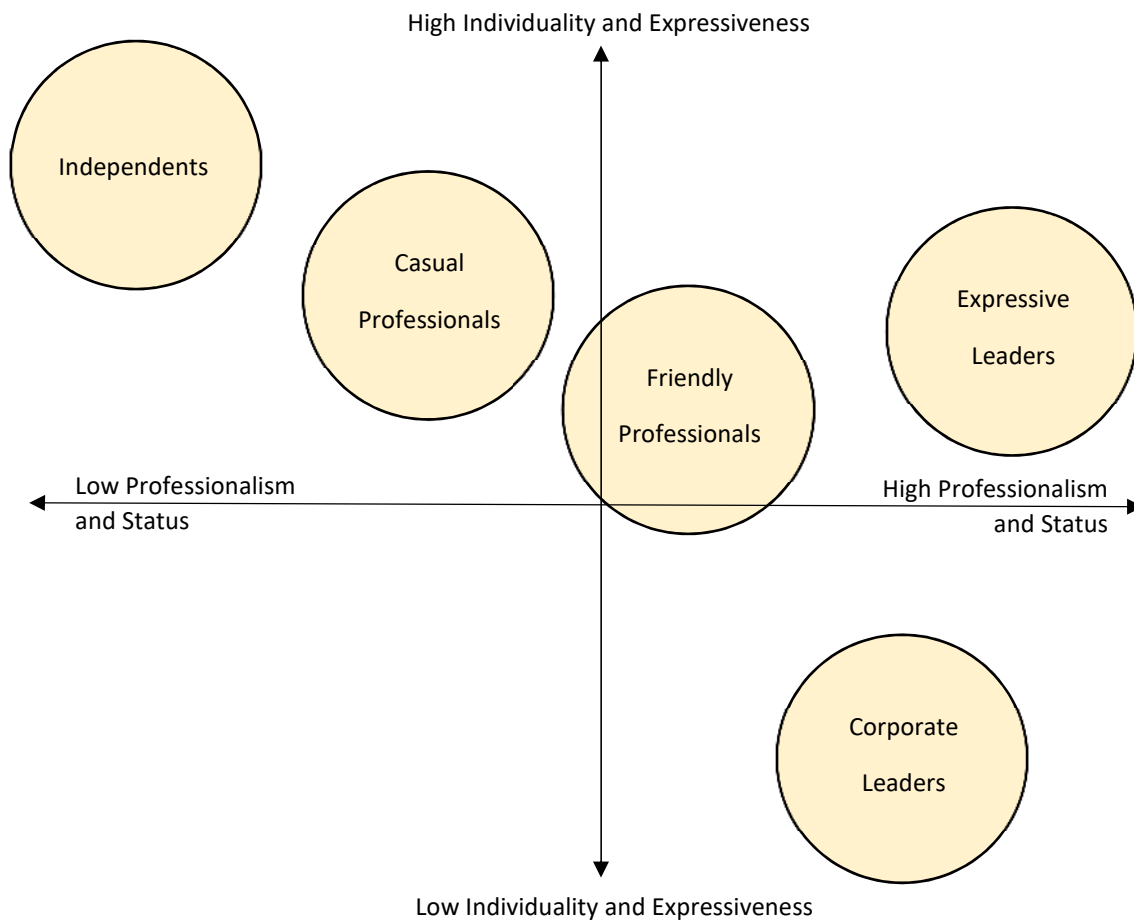 High Individuality and Expressiveness
Independents
Casual
Professionals
Expressive
Leaders
Friendly
Professionals
Low Professionalism
and Status
High Professionalism
and Status
Corporate
Leaders
Low Individuality and Expressiveness